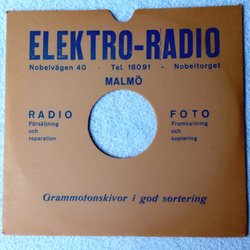 ELEKTRO-RADIO
Nobelvägen 40 - Tel. 18091 - Nobeltorget
MALMÖ
RADIO
Försäljning
och
reparation
FOTO
Framkallning
och
kopiering
Grammofonskivor i god sortering